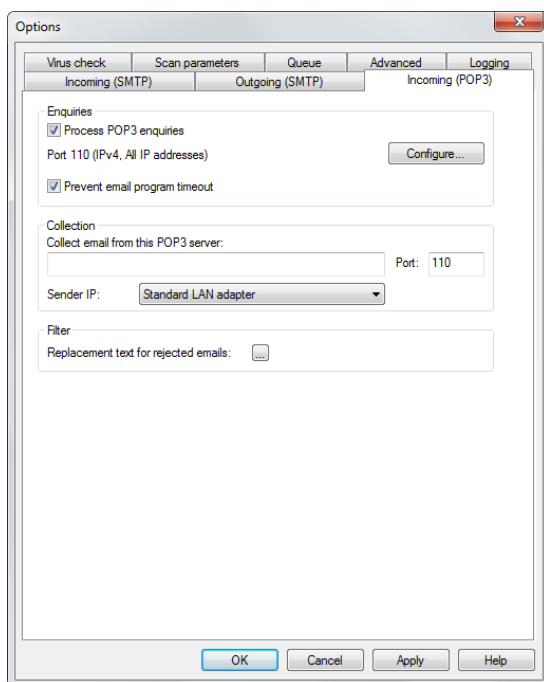 Options
Virus check Scan parameters Queue Advanced Logging
Incoming (SMTP) Outgoing (SMTP) Incoming (POP3)
Enquiries
Process POP3 enquiries
Port 110 (IPv4, All IP addresses) Configure...
Prevent email program timeout
Collection
Collect email from this POP3 server:
Port: 110
Sender IP: Standard LAN adapter
Filter
Replacement text for rejected emails: ...
OK Cancel Apply Help